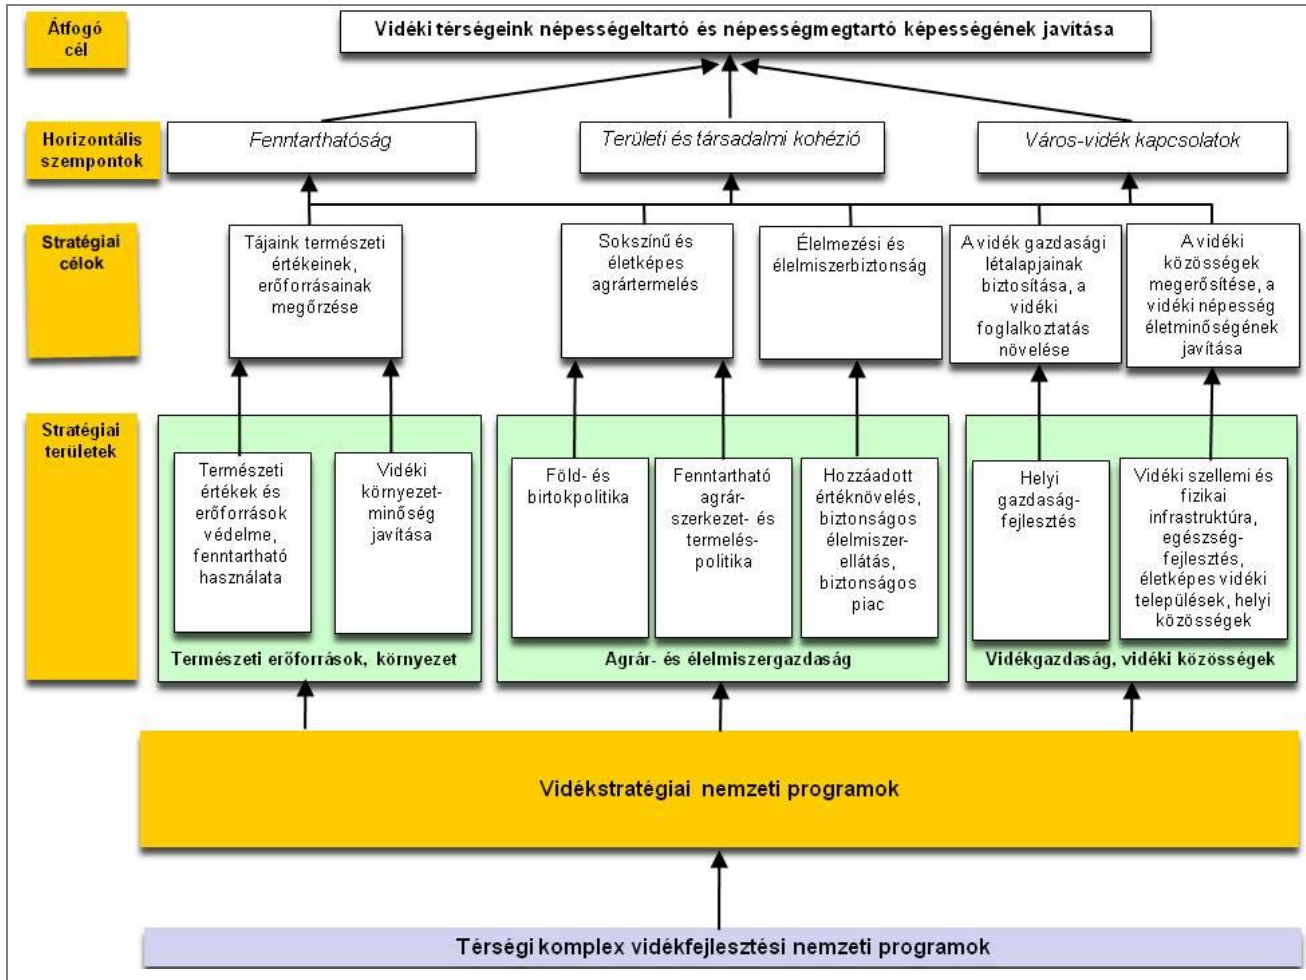 Átfogó
cél
Vidéki térségeink népességeltartó és népességmegtartó képességének javítása
Horizontális
szempontok
Fenntarthatóság
Területi és társadalmi kohézió
Város-vidék kapcsolatok
Stratégiai
célok
Tájaink természeti
értékeinek,
erőforrásainak
megőrzése
Sokszínű és
életképes
agrártermelés
Élelmezési és
élelmiszerbiztonság
A vidék gazdasági
létalapjainak
biztosítása, a
vidéki
foglalkoztatás
növelése
A vidéki
közösségek
megerősítése, a
vidéki népesség
életminőségének
javítása
Stratégiai
területek
Természeti
értékek és
erőforrások
védelme,
fenntartható
használata
Vidéki
környezet-
minőség
javítása
Természeti erőforrások, környezet
Föld- és
birtokpolitika
Fenntartható
agrár-
szerkezet- és
termelés-
politika
Hozzáadott
értéknövelés,
biztonságos
élelmiszer-
ellátás,
biztonságos
piac
Agrár- és élelmiszergazdaság
Helyi
gazdaság-
fejlesztés
Vidéki szellemi és
fizikai
infrastruktúra,
egészség-
fejlesztés,
életképes vidéki
települések, helyi
közösségek
Vidékgazdaság, vidéki közösségek
Vidékstratégiai nemzeti programok
Térségi komplex vidékfejlesztési nemzeti programok